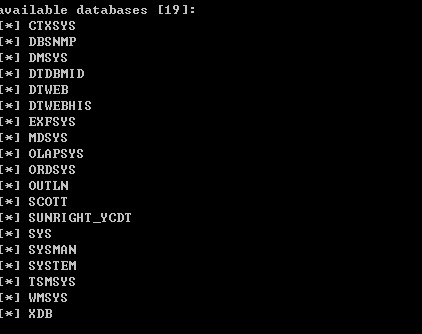 available databases [19]:
[*] CTXSYS
[*] DBSNMP
[*] DMSYS
[*] DTDBMID
[*] DTWEB
[*] DTWEBHIS
[*] EXFSYS
[*] MDSYS
[*] OLAPSYS
[*] ORDSYS
[*] OUTLN
[*] SCOTT
[*] SUNRIGHT_YCDT
[*] SYS
[*] SYSMAN
[*] SYSTEM
[*] TSMSYS
[*] WMSYS
[*] XDB